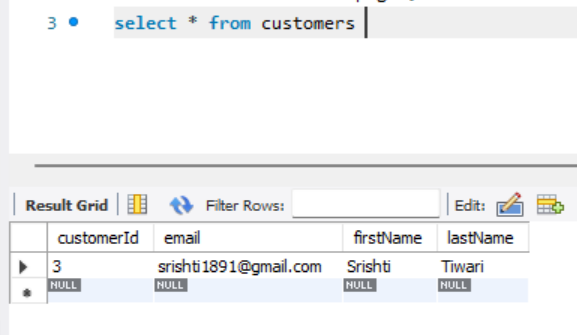 3 select * from customers
Result Grid Filter Rows: Edit:
customerId email firstName lastName
3 srishti1891@gmail.com Srishti Tiwari
NULL NULL NULL NULL